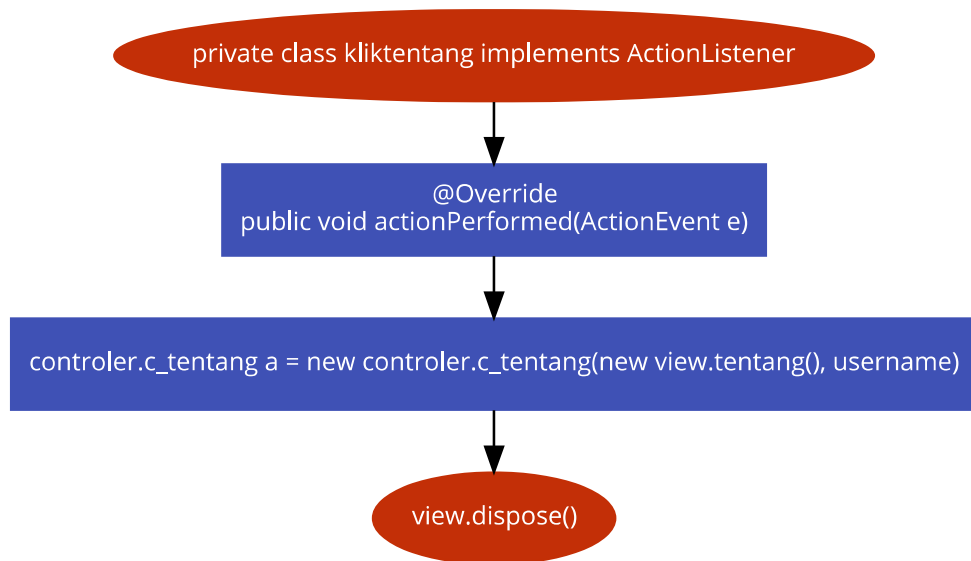 private class kliktentang implements ActionListener
@Override
public void actionPerformed(ActionEvent e)
controler.c_tentang a = new controler.c_tentang(new view.tentang(), username)
view.dispose()